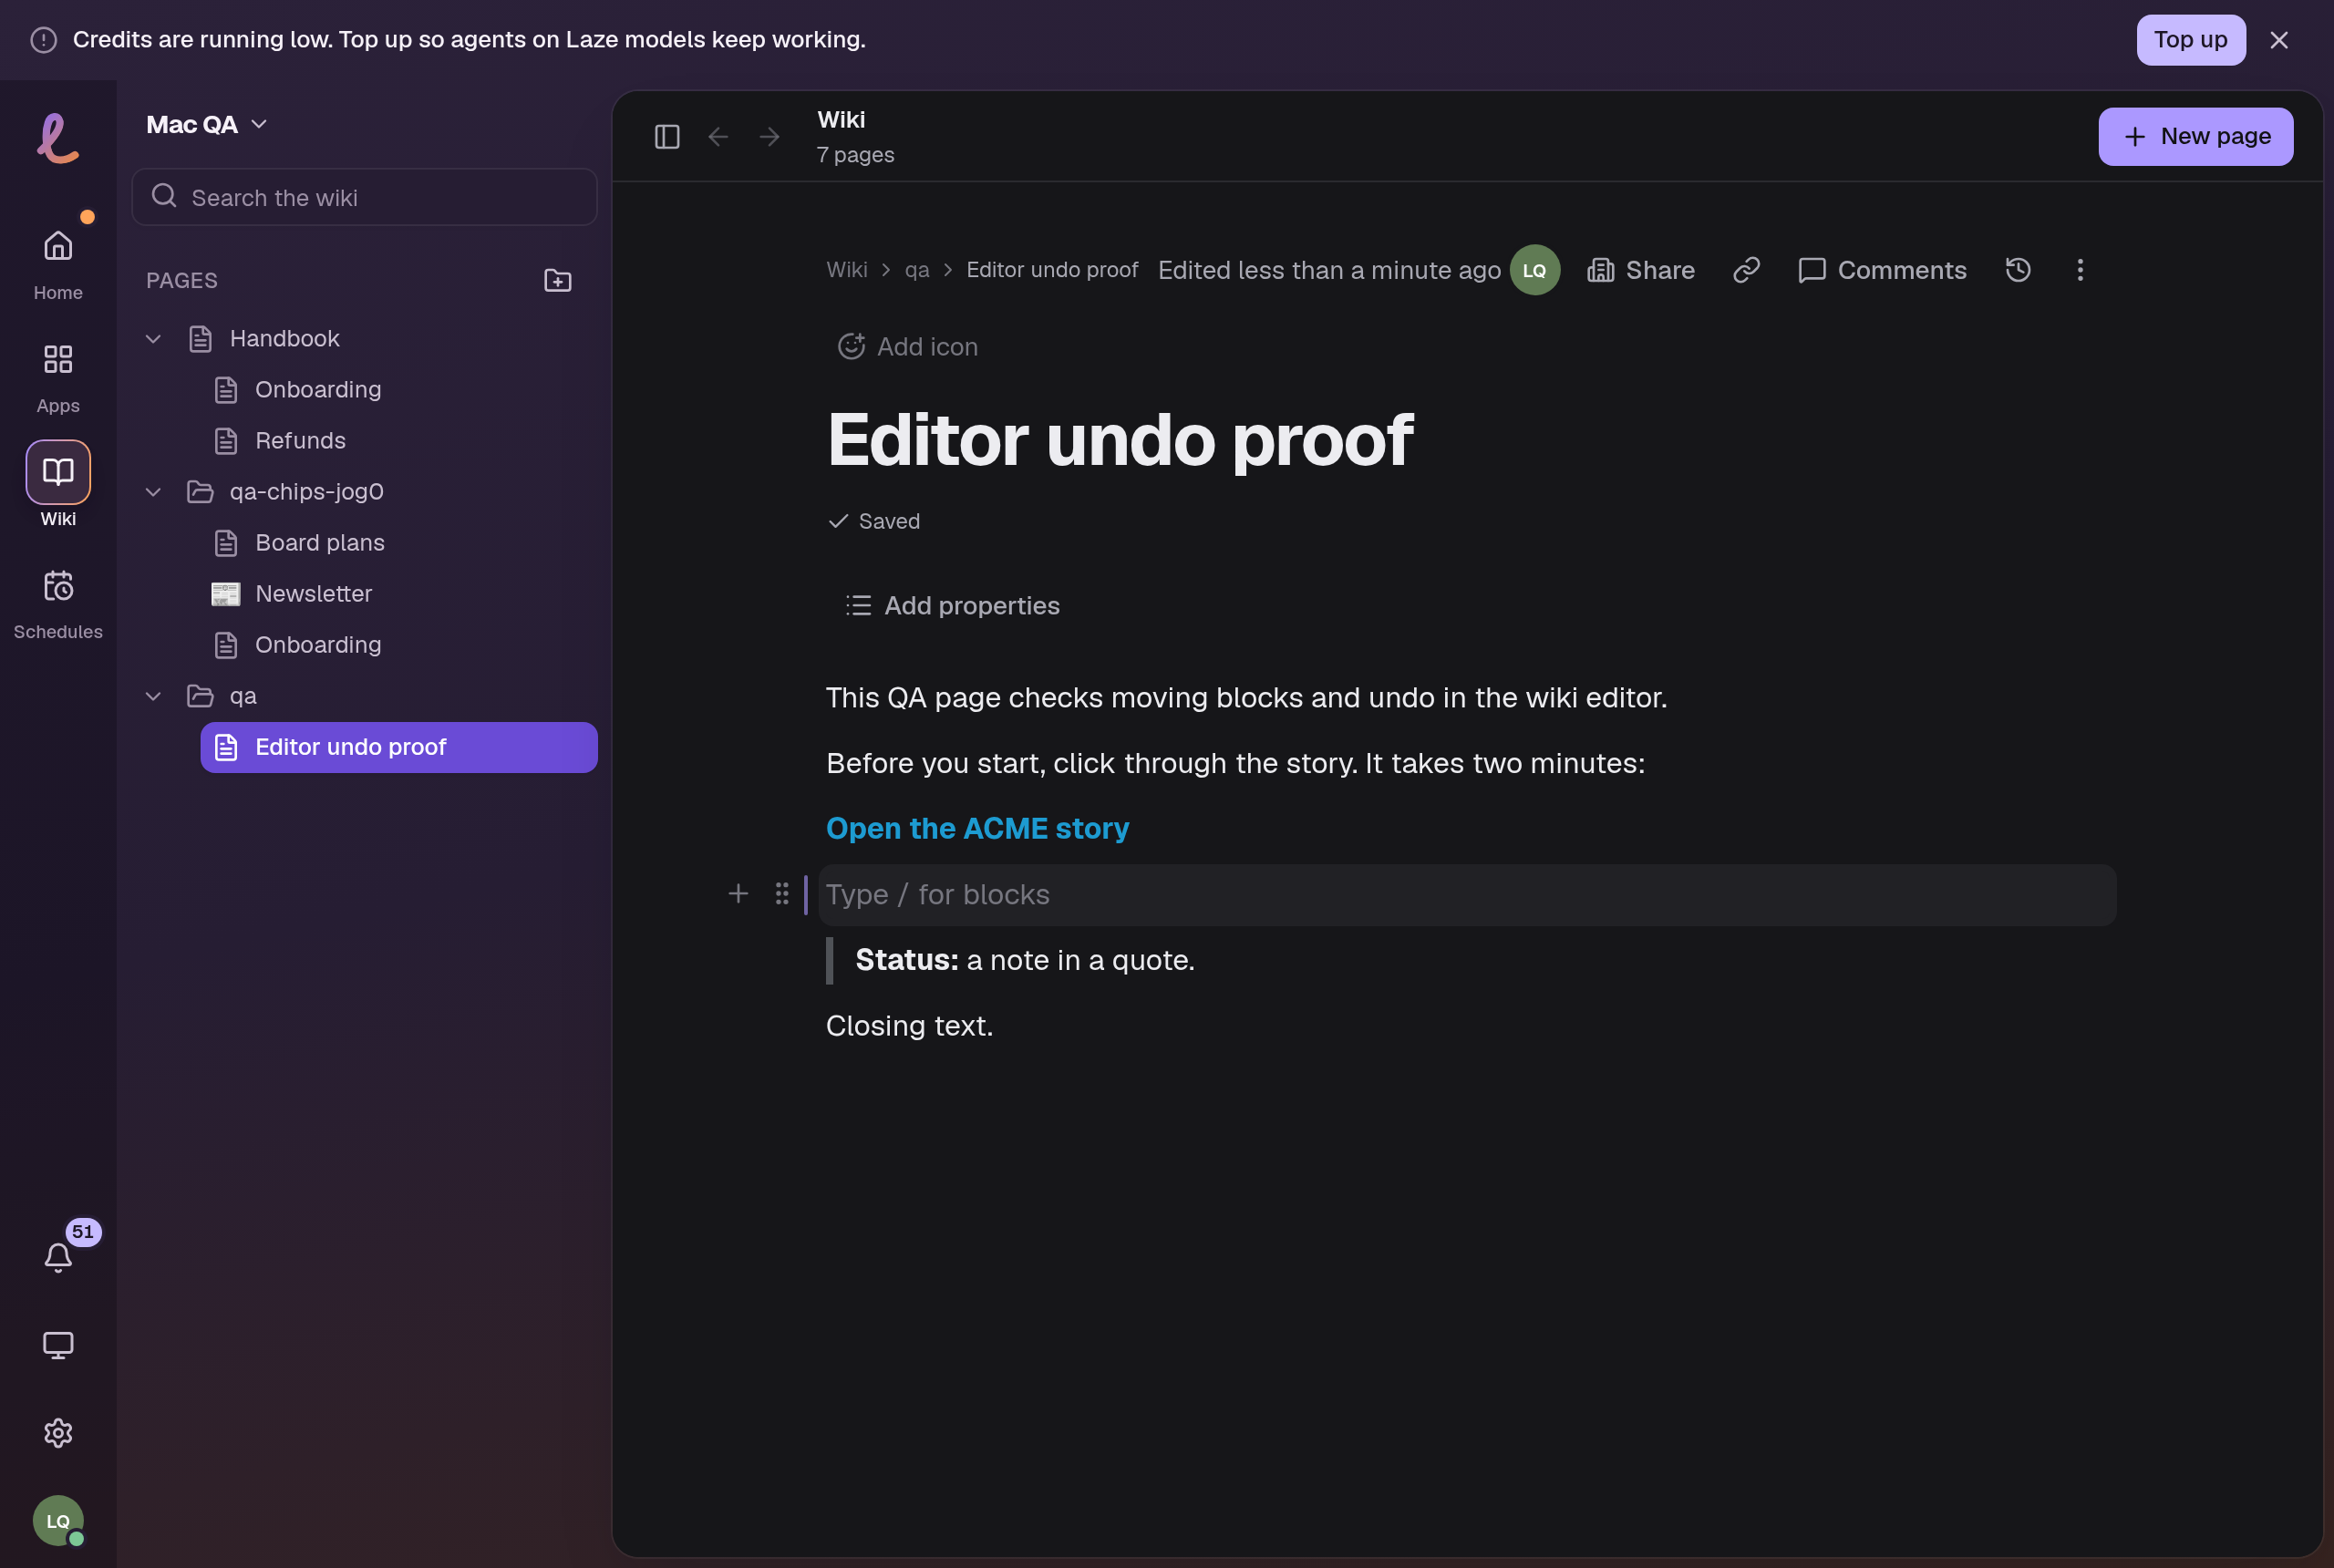 Credits are running low. Top up so agents on Laze models keep working.
Top up
Mac QA
Search the wiki
PAGES
Handbook
Onboarding
Refunds
qa-chips-jog0
Board plans
Newsletter
Onboarding
qa
Editor undo proof
Home
Apps
Wiki
Schedules
51
LQ
Wiki
7 pages
New page
Wiki > qa > Editor undo proof Edited less than a minute ago LQ Share Comments
Add icon
Editor undo proof
Saved
Add properties
This QA page checks moving blocks and undo in the wiki editor.
Before you start, click through the story. It takes two minutes:
Open the ACME story
Type / for blocks
Status: a note in a quote.
Closing text.